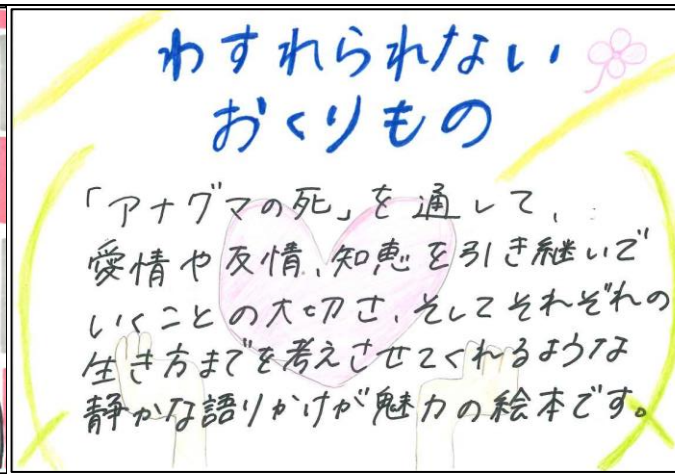 わすれられない
おくりもの
「アナグマの死」を通して、
愛情や友情、知恵を引き継いで
いくことの大切さ、そしてそれぞれの
生き方までを考えさせてくれるような
静かな語りかけが魅力の絵本です。